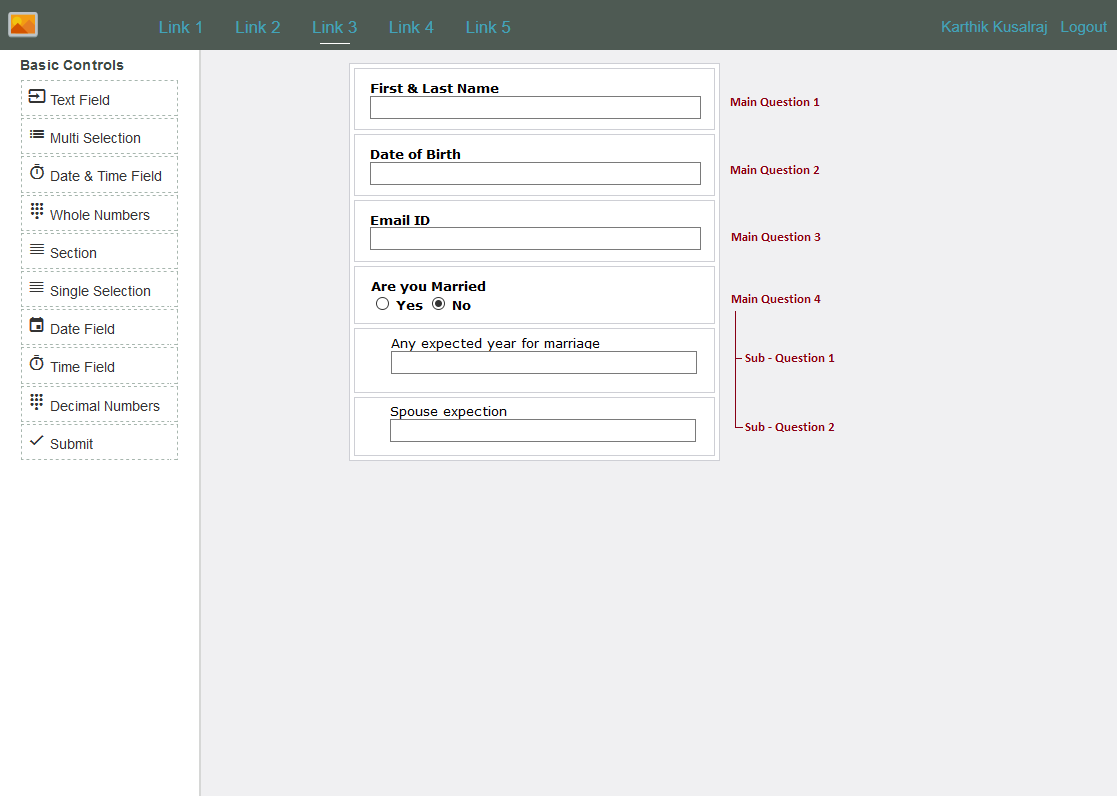 Link 1 Link 2 Link 3 Link 4 Link 5 Karthik Kusalraj Logout
Basic Controls
Text Field
Multi Selection
Date & Time Field
Whole Numbers
Section
Single Selection
Date Field
Time Field
Decimal Numbers
Submit
First & Last Name
Main Question 1
Date of Birth
Main Question 2
Email ID
Main Question 3
Are you Married
Main Question 4
Yes No
Any expected year for marriage
Sub - Question 1
Spouse expection
Sub - Question 2